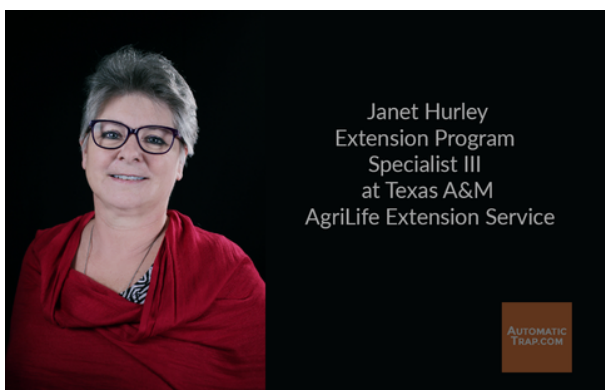 Janet Hurley
Extension Program
Specialist III
at Texas A&M
AgriLife Extension Service
AUTOMATIC
TRAP.COM